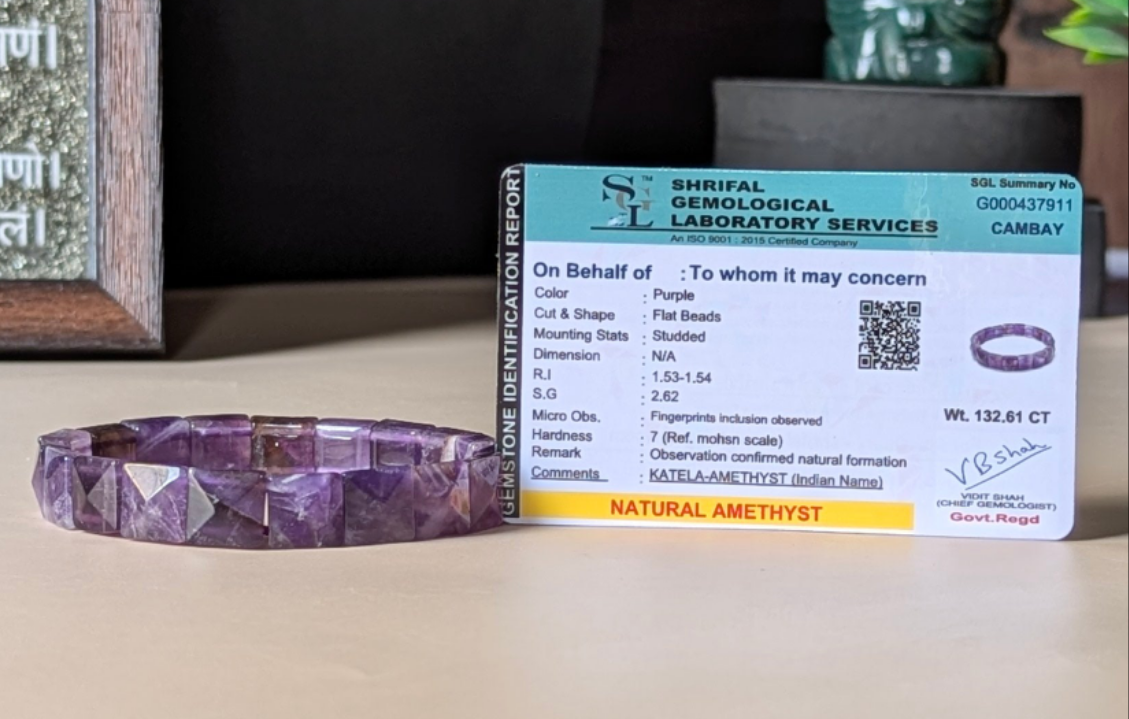 णं।
णो।
लं।
GEMSTONE IDENTIFICATION REPORT
SGL TM
SHRIFAL
GEMOLOGICAL
LABORATORY SERVICES
An ISO 9001 : 2015 Certified Company
SGL Summary No
G000437911
CAMBAY
On Behalf of : To whom it may concern
Color : Purple
Cut & Shape : Flat Beads
Mounting Stats : Studded
Dimension : N/A
R.I : 1.53-1.54
S.G : 2.62
Micro Obs. : Fingerprints inclusion observed
Hardness : 7 (Ref. mohsn scale)
Remark : Observation confirmed natural formation
Comments : KATELA-AMETHYST (Indian Name)
NATURAL AMETHYST
Wt. 132.61 CT
VBShah
VIDIT SHAH
(CHIEF GEMOLOGIST)
Govt.Regd